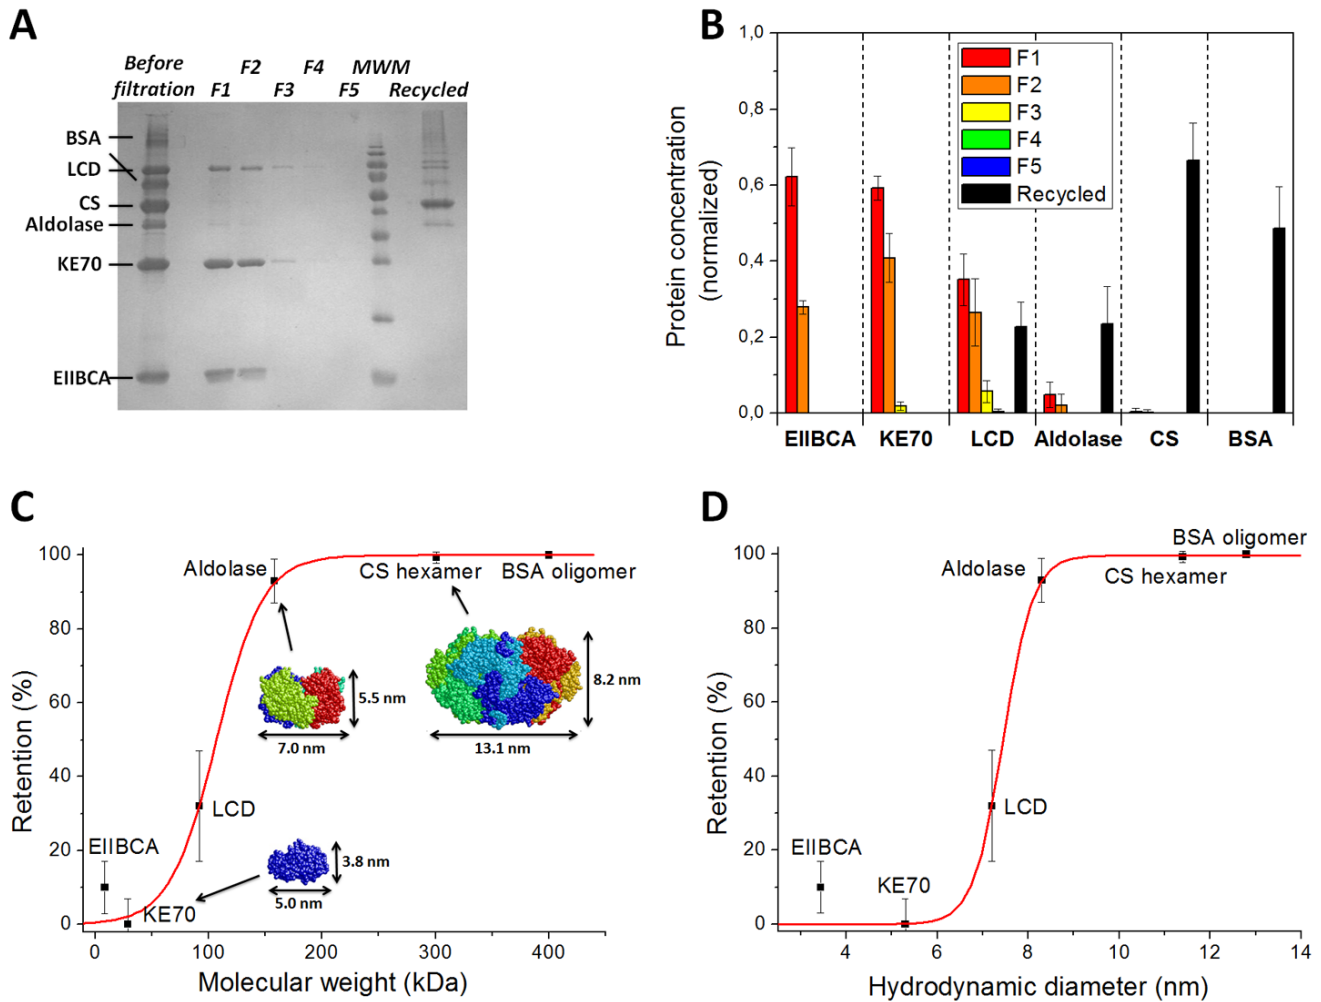 A
Before filtration
F1
F2
F3
F4
F5
MWM
Recycled
BSA
LCD
CS
Aldolase
KE70
EIIBCA
B
Protein concentration
(normalized)
1,0
0,8
0,6
0,4
0,2
0,0
F1
F2
F3
F4
F5
Recycled
EIIBCA KE70 LCD Aldolase CS BSA
C
Retention (%)
100
80
60
40
20
0
Aldolase
CS hexamer
BSA oligomer
5.5 nm
7.0 nm
8.2 nm
13.1 nm
LCD
EIIBCA
KE70
3.8 nm
5.0 nm
0 100 200 300 400
Molecular weight (kDa)
D
Retention (%)
100
80
60
40
20
0
BSA oligomer
Aldolase
CS hexamer
LCD
EIIBCA
KE70
4 6 8 10 12 14
Hydrodynamic diameter (nm)